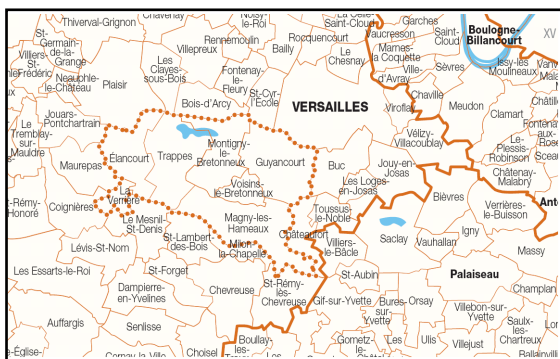 Thiverval-Grignon
Chavenay
Noisy-
le-Roi
La Celle-
Saint-Cloud
Garches
Vaucresson
Saint-
Cloud
Boulogne-
Billancourt
XV
St-
Germain-
de-la-
Grange
Villiers-
St-Frédéric
Neauphle-
le-Château
Plaisir
Les
Clayes-
sous-Bois
Villepreux
Rennemoulin
Rocquencourt
Bailly
Le
Chesnay
Marnes-
la Coquette
Ville-
d'Avray
Sèvres
Issy-les
Moulineaux
Fontenay-
le-
Fleury
St-Cyr-
l'École
Bois-d'Arcy
VERSAILLES
Chaville
Viroflay
Meudon
Clamart
Vélizy-
Villacoublay
Le-
Plessis-
Robinson
Châtenay-
Malabry
Jouars-
Pontchartrain
Le
Tremblay-
sur-
Mauldre
Maurepas
Élancourt
Trappes
Montigny-
le-
Bretonneux
Guyancourt
Buc
Jouy-en-
Josas
Les Loges-
en-Josas
Voisins-
le-Bretonneux
La
Verrière
Coignières
Le Mesnil-
St-Denis
Magny-les-
Hameaux
Toussus-
le-Noble
Châteaufort
Bièvres
Verrières-
le-Buisson
Igny
Massy
Lévis-St-Nom
St-Lambert-
des-Bois
Milon-
la-Chapelle
Villiers-
le-Bâcle
Saclay
Vauhallan
Palaiseau
Les Essarts-le-Roi
St-Forget
Dampierre-
en-Yvelines
Chevreuse
St-Rémy-
lès-
Chevreuse
St-Aubin
Gif-sur-Yvette
Bures-
sur-
Yvette
Orsay
Champlan
Villebon-sur-
Yvette
Saulx-
les-
Chartreux
Auffargis
Senlisse
Choisel
Boullay-
les-
Gometz-
le-
Les
Ulis
Villejust